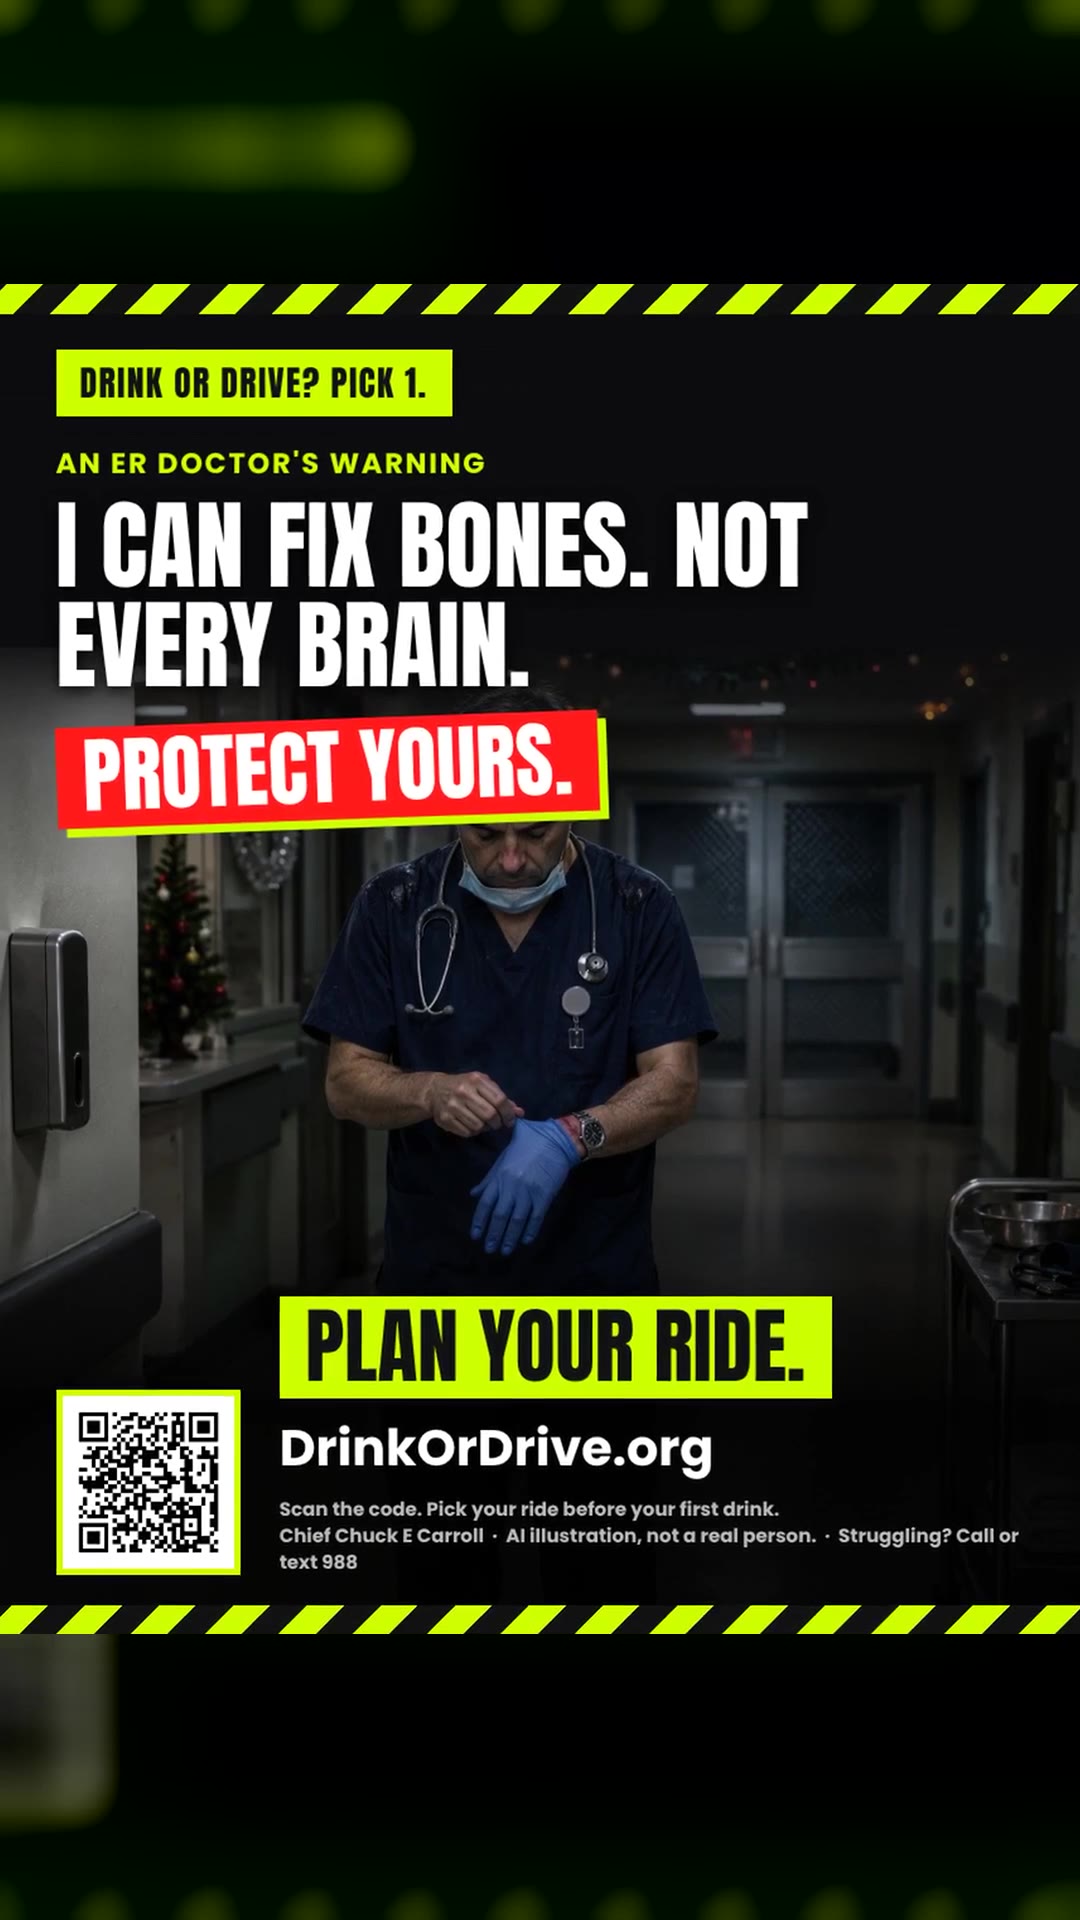 DRINK OR DRIVE? PICK 1.
AN ER DOCTOR'S WARNING
I CAN FIX BONES. NOT
EVERY BRAIN.
PROTECT YOURS.
PLAN YOUR RIDE.
DrinkOrDrive.org
Scan the code. Pick your ride before your first drink.
Chief Chuck E Carroll · AI illustration, not a real person. · Struggling? Call or
text 988